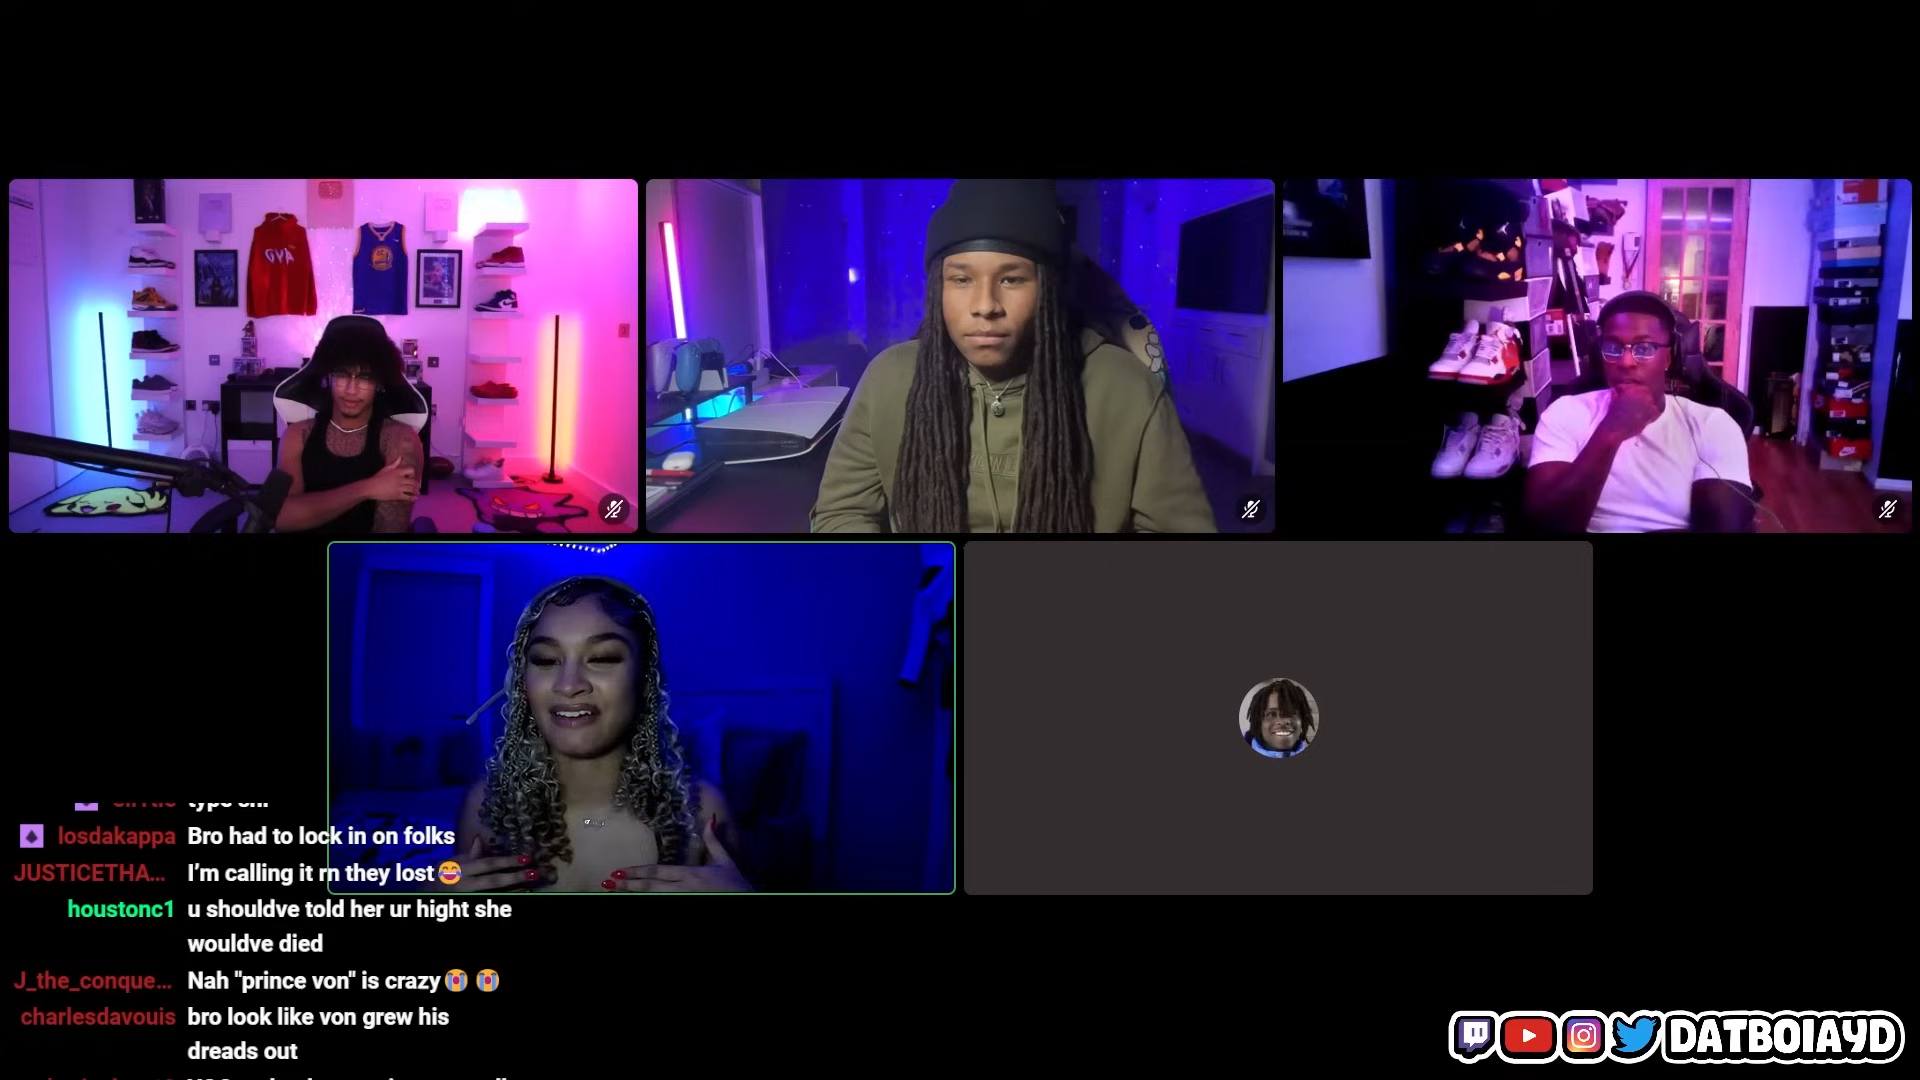 GVA
type shi
losdakappa Bro had to lock in on folks
JUSTICETHA... I’m calling it rn they lost😂
houstonc1 u shouldve told her ur hight she
wouldve died
J_the_conque... Nah "prince von" is crazy😭 😭
charlesdavouis bro look like von grew his
dreads out
DATBOIAYD